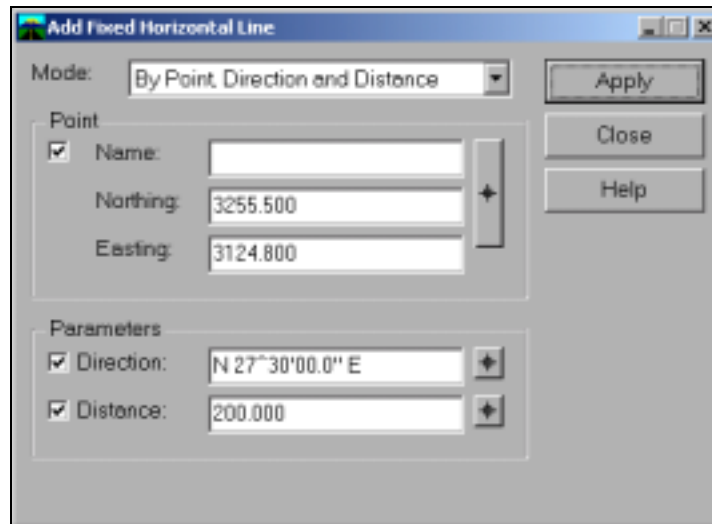 Add Fixed Horizontal Line
Mode: By Point, Direction and Distance
Apply
Point
Close
Name:
Help
Northing: 3255.500
Easting: 3124.800
Parameters
Direction: N 27^30'00.0" E
Distance: 200.000